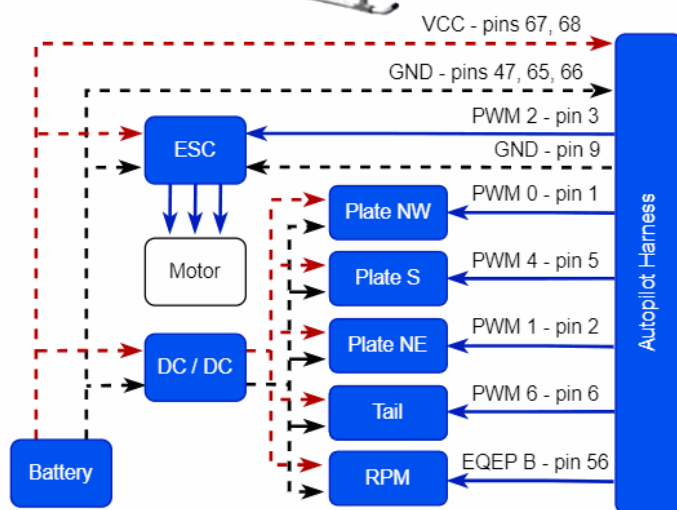 VCC - pins 67, 68
GND - pins 47, 65, 66
PWM 2 - pin 3
ESC
GND - pin 9
PWM 0 - pin 1
Plate NW
Motor
PWM 4 - pin 5
Plate S
PWM 1 - pin 2
Plate NE
DC / DC
PWM 6 - pin 6
Tail
Battery
EQEP B - pin 56
RPM
Autopilot Harness